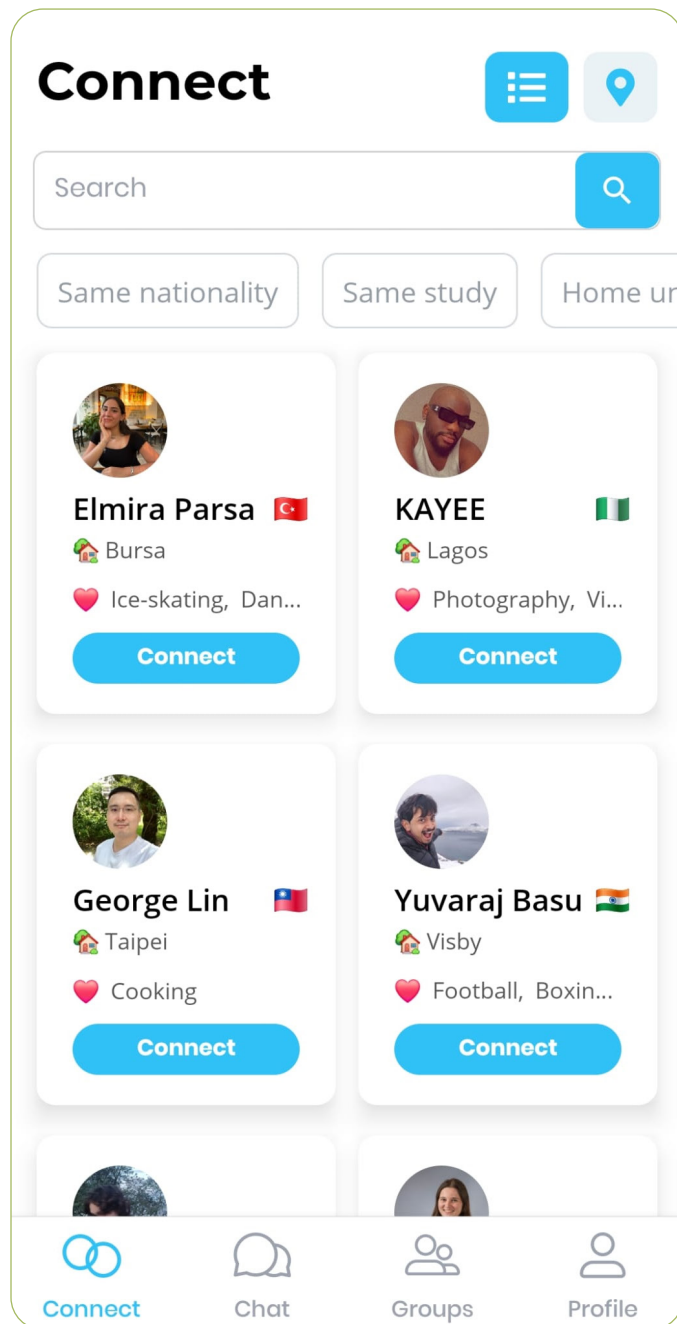 Connect
Search
Same nationality Same study Home ur
Elmira Parsa
Bursa
Ice-skating, Dan...
Connect
KAYEE
Lagos
Photography, Vi...
Connect
George Lin
Taipei
Cooking
Connect
Yuvaraj Basu
Visby
Football, Boxin...
Connect
Connect Chat Groups Profile